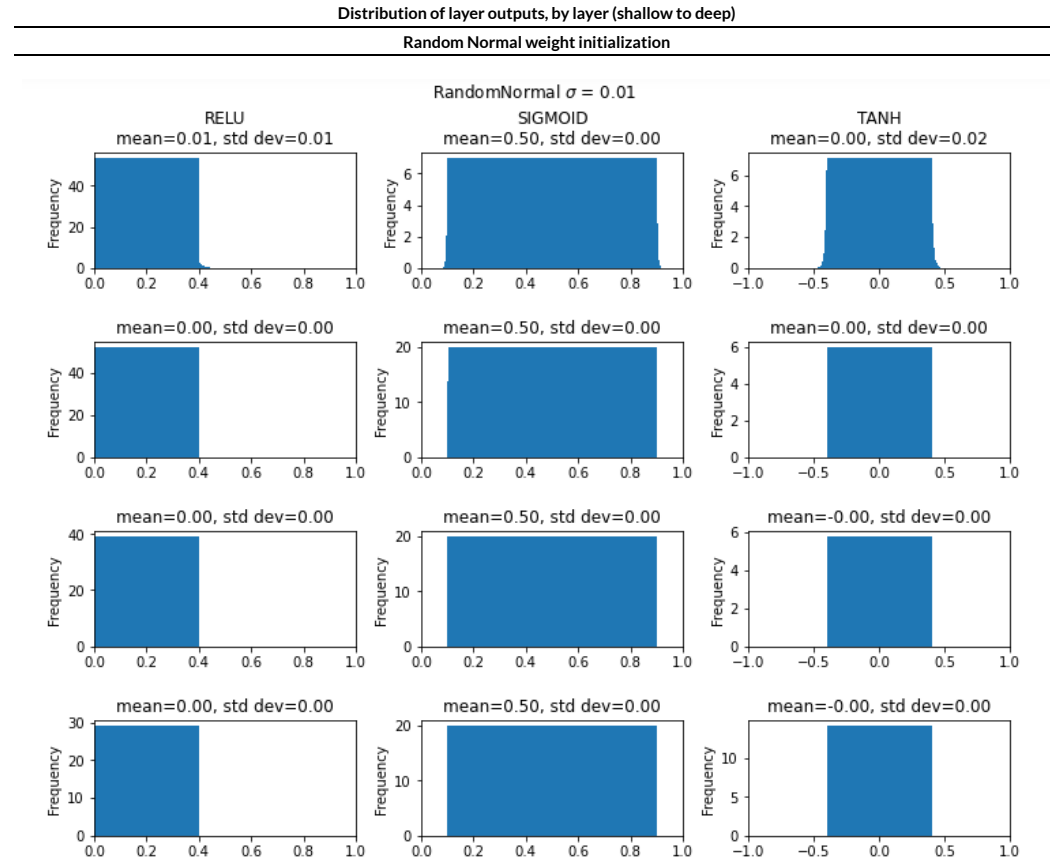 Distribution of layer outputs, by layer (shallow to deep)
Random Normal weight initialization
RandomNormal σ = 0.01
RELU SIGMOID TANH
mean=0.01, std dev=0.01 mean=0.50, std dev=0.00 mean=0.00, std dev=0.02
Frequency Frequency Frequency
40 20 0
6 4 2 0
6 4 2 0
0.0 0.2 0.4 0.6 0.8 1.0 0.0 0.2 0.4 0.6 0.8 1.0 −1.0 −0.5 0.0 0.5 1.0
mean=0.00, std dev=0.00 mean=0.50, std dev=0.00 mean=0.00, std dev=0.00
Frequency Frequency Frequency
40 20 0
20 10 0
6 4 2 0
0.0 0.2 0.4 0.6 0.8 1.0 0.0 0.2 0.4 0.6 0.8 1.0 −1.0 −0.5 0.0 0.5 1.0
mean=0.00, std dev=0.00 mean=0.50, std dev=0.00 mean=-0.00, std dev=0.00
Frequency Frequency Frequency
40 20 0
20 10 0
6 4 2 0
0.0 0.2 0.4 0.6 0.8 1.0 0.0 0.2 0.4 0.6 0.8 1.0 −1.0 −0.5 0.0 0.5 1.0
mean=0.00, std dev=0.00 mean=0.50, std dev=0.00 mean=-0.00, std dev=0.00
Frequency Frequency Frequency
30 20 10 0
20 10 0
10 5 0
0.0 0.2 0.4 0.6 0.8 1.0 0.0 0.2 0.4 0.6 0.8 1.0 −1.0 −0.5 0.0 0.5 1.0